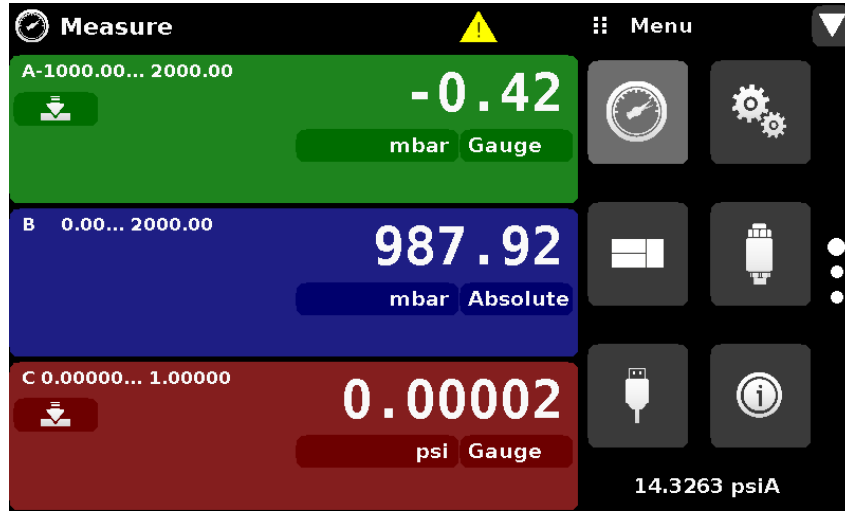 Measure
Menu
A-1000.00... 2000.00
-0.42
mbar Gauge
B 0.00... 2000.00
987.92
mbar Absolute
C 0.00000... 1.00000
0.00002
psi Gauge
14.3263 psiA